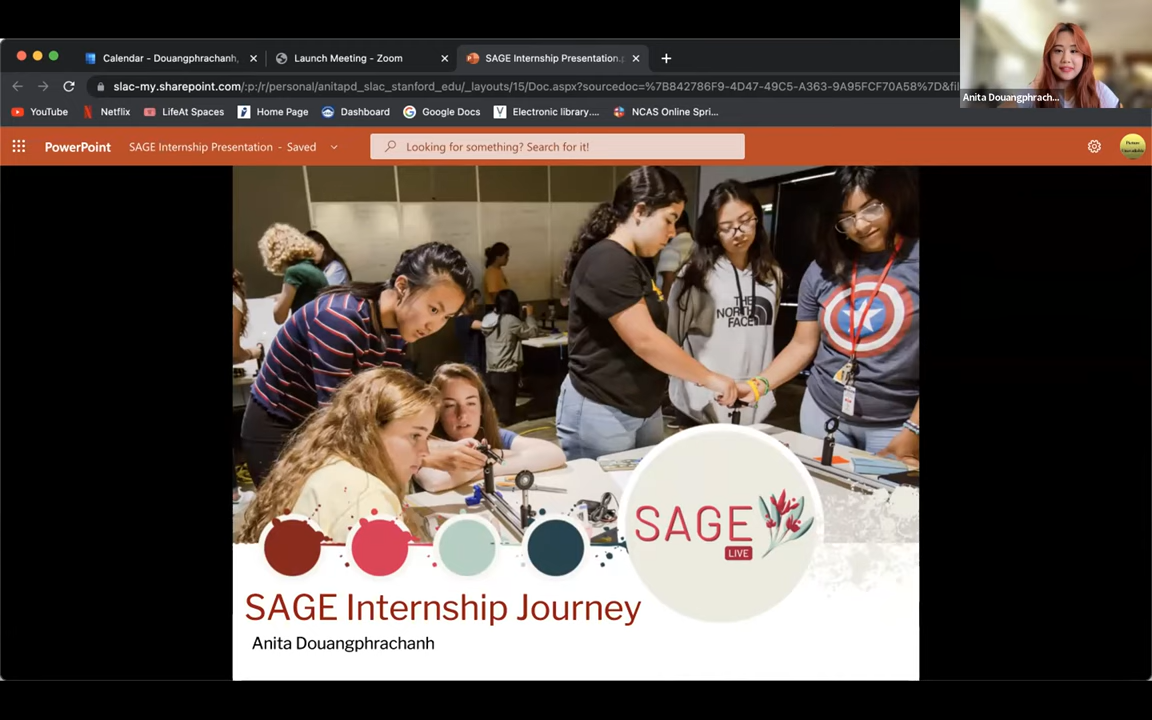 Calendar - Douangphrachanh,
Launch Meeting - Zoom
SAGE Internship Presentation.
slac-my.sharepoint.com/:p:/r/personal/anitapd_slac_stanford_edu/_layouts/15/Doc.aspx?sourcedoc=%7B842786F9-4D47-49C5-A363-9A95FCF70A58%7D&fi
Anita Douangphrach...
YouTube
Netflix
LifeAt Spaces
Home Page
Dashboard
Google Docs
Electronic library....
NCAS Online Spri...
PowerPoint
SAGE Internship Presentation - Saved
Looking for something? Search for it!
THE
NORTH
FACE
SAGE
LIVE
SAGE Internship Journey
Anita Douangphrachanh